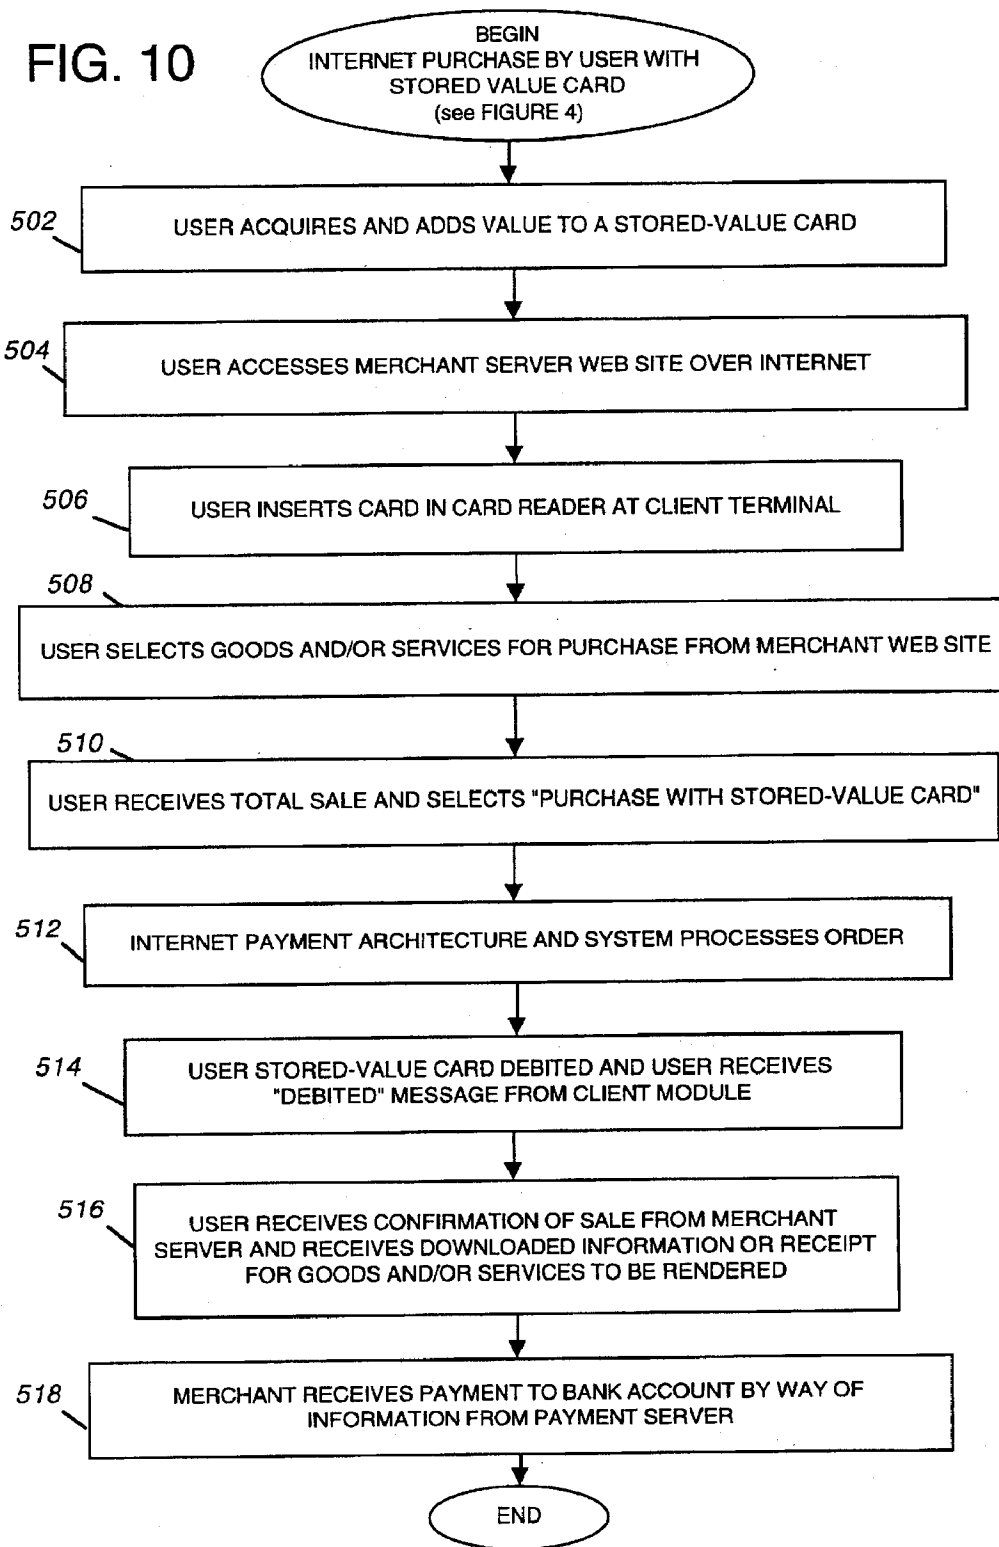 FIG. 10
BEGIN
INTERNET PURCHASE BY USER WITH
STORED VALUE CARD
(see FIGURE 4)
502
USER ACQUIRES AND ADDS VALUE TO A STORED-VALUE CARD
504
USER ACCESSES MERCHANT SERVER WEB SITE OVER INTERNET
506
USER INSERTS CARD IN CARD READER AT CLIENT TERMINAL
508
USER SELECTS GOODS AND/OR SERVICES FOR PURCHASE FROM MERCHANT WEB SITE
510
USER RECEIVES TOTAL SALE AND SELECTS "PURCHASE WITH STORED-VALUE CARD"
512
INTERNET PAYMENT ARCHITECTURE AND SYSTEM PROCESSES ORDER
514
USER STORED-VALUE CARD DEBITED AND USER RECEIVES
"DEBITED" MESSAGE FROM CLIENT MODULE
516
USER RECEIVES CONFIRMATION OF SALE FROM MERCHANT
SERVER AND RECEIVES DOWNLOADED INFORMATION OR RECEIPT
FOR GOODS AND/OR SERVICES TO BE RENDERED
518
MERCHANT RECEIVES PAYMENT TO BANK ACCOUNT BY WAY OF
INFORMATION FROM PAYMENT SERVER
END